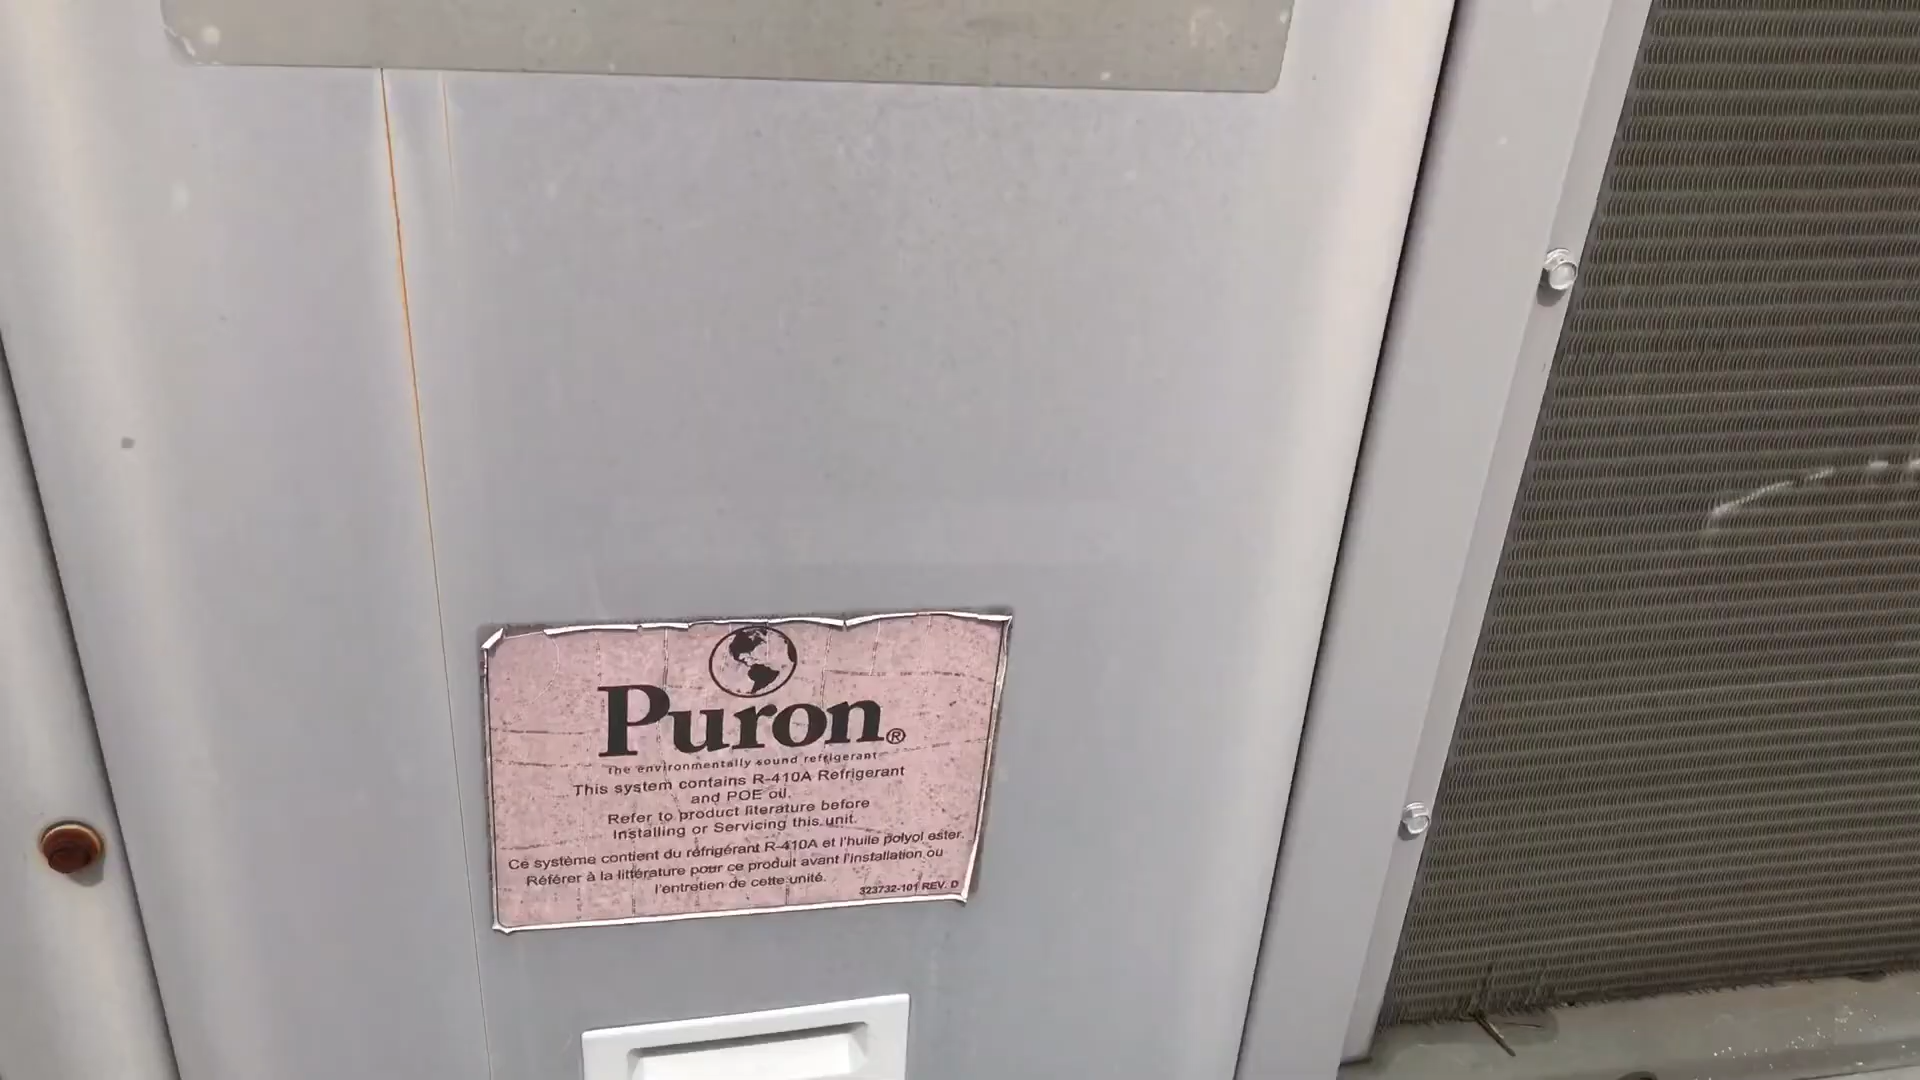 Puron®
The environmentally sound refrigerant
This system contains R-410A Refrigerant
and POE oil.
Refer to product literature before
Installing or Servicing this unit.
Ce système contient du réfrigérant R-410A et l'huile polyol ester.
Référer à la littérature pour ce produit avant l'installation ou
l'entretien de cette unité.
323732-101 REV. D